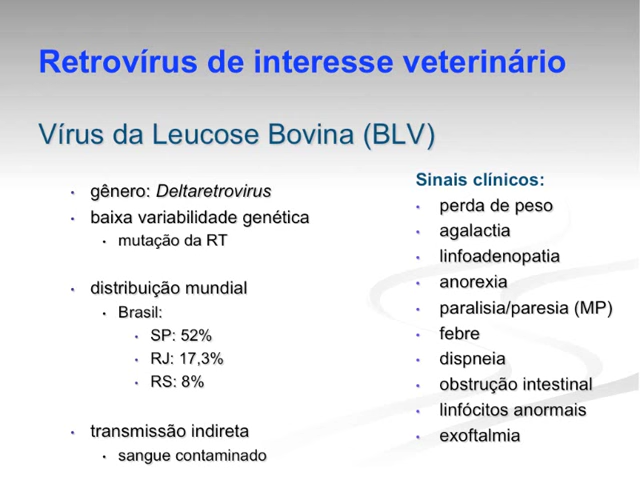 Retrovírus de interesse veterinário
Vírus da Leucose Bovina (BLV)
• gênero: Deltaretrovirus
• baixa variabilidade genética
• mutação da RT
• distribuição mundial
• Brasil:
• SP: 52%
• RJ: 17,3%
• RS: 8%
• transmissão indireta
• sangue contaminado
Sinais clínicos:
• perda de peso
• agalactia
• linfoadenopatia
• anorexia
• paralisia/paresia (MP)
• febre
• dispneia
• obstrução intestinal
• linfócitos anormais
• exoftalmia